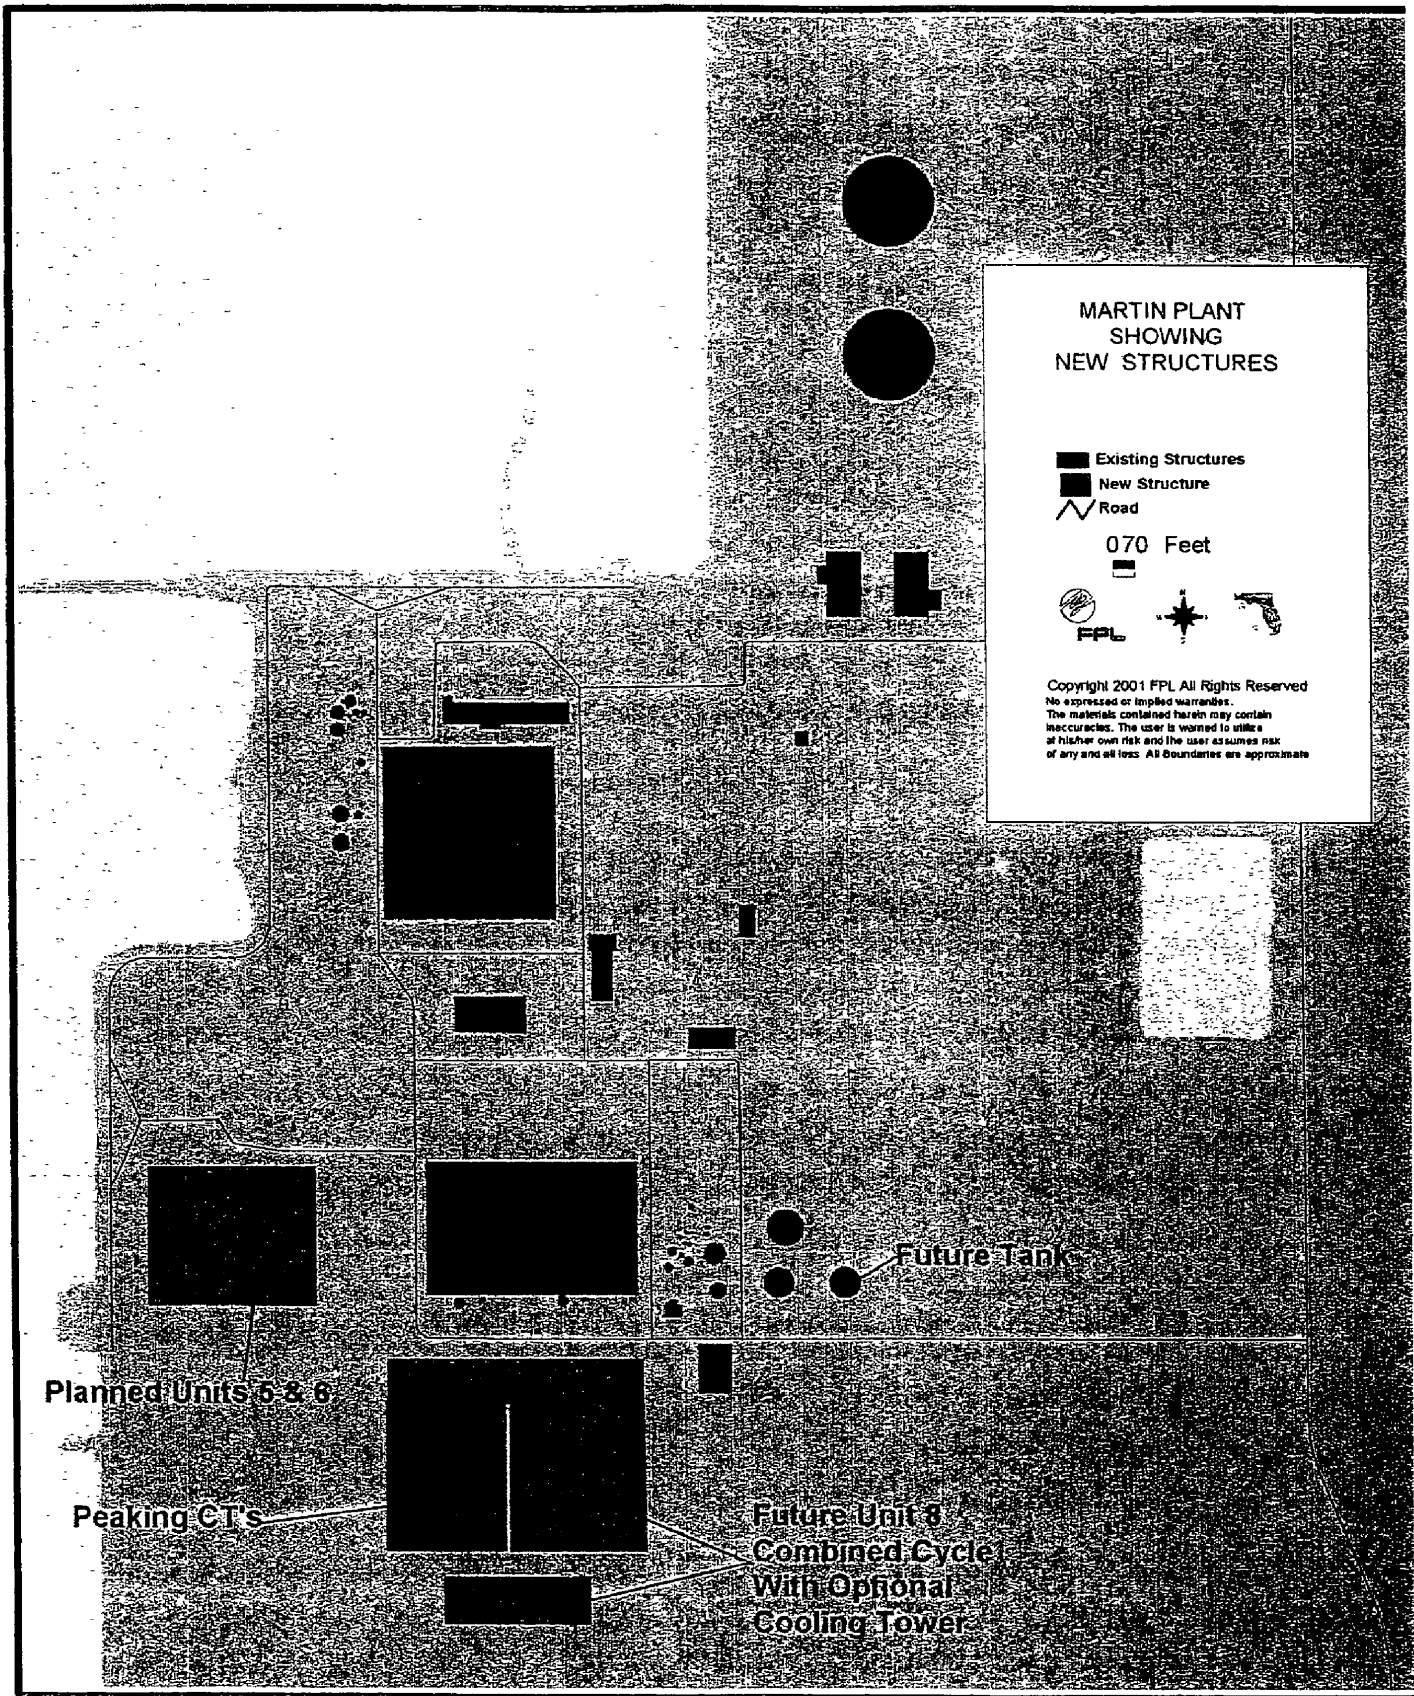 MARTIN PLANT
SHOWING
NEW STRUCTURES
Existing Structures
New Structure
Road
070 Feet
FPL
Copyright 2001 FPL All Rights Reserved
No expressed or implied warranties.
The materials contained herein may contain
inaccuracies. The user is warned to utilize
at his/her own risk and the user assumes risk
of any and all loss. All Boundaries are approximate
Future Tank
Planned Units 5 & 6
Peaking CT's
Future Unit 8
Combined Cycle
With Optional
Cooling Tower